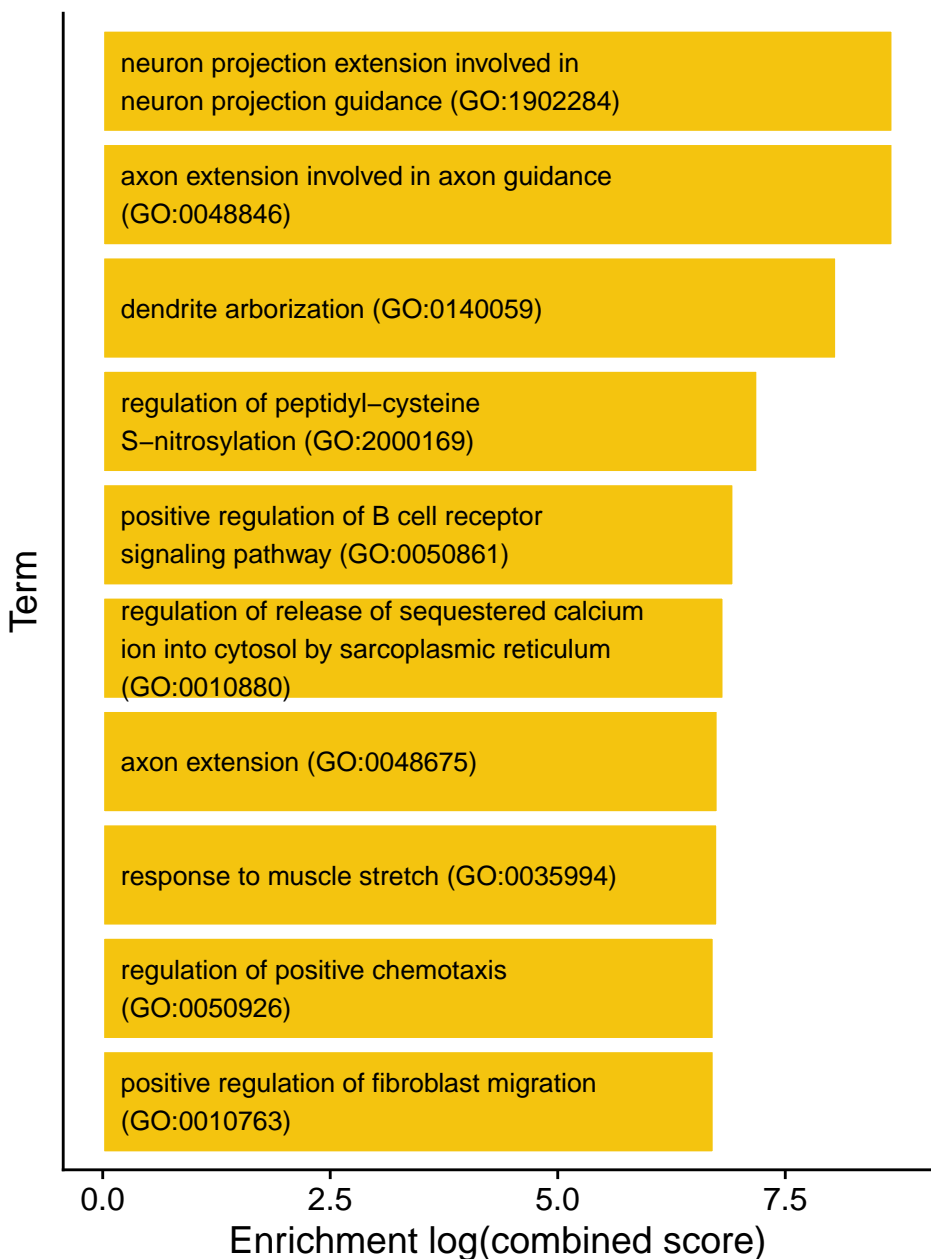 neuron projection extension involved in
neuron projection guidance (GO:1902284)
axon extension involved in axon guidance
(GO:0048846)
dendrite arborization (GO:0140059)
regulation of peptidyl−cysteine
S−nitrosylation (GO:2000169)
positive regulation of B cell receptor
signaling pathway (GO:0050861)
regulation of release of sequestered calcium
ion into cytosol by sarcoplasmic reticulum
(GO:0010880)
axon extension (GO:0048675)
response to muscle stretch (GO:0035994)
regulation of positive chemotaxis
(GO:0050926)
positive regulation of fibroblast migration
(GO:0010763)
Term
0.0 2.5 5.0 7.5
Enrichment log(combined score)